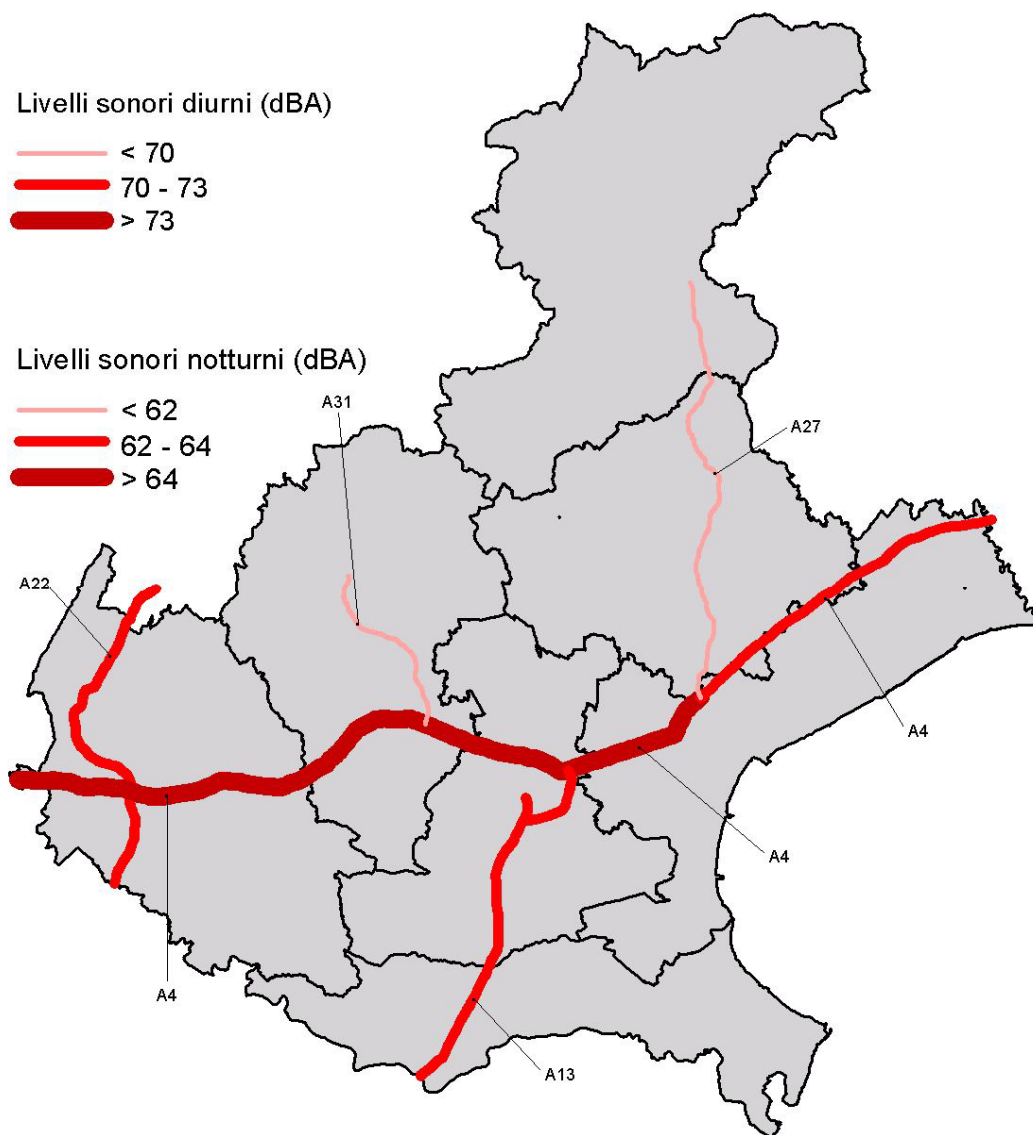 Livelli sonori diurni (dBA)
< 70
70 - 73
> 73
Livelli sonori notturni (dBA)
< 62
62 - 64
> 64
A31
A27
A22
A4
A4
A4
A13